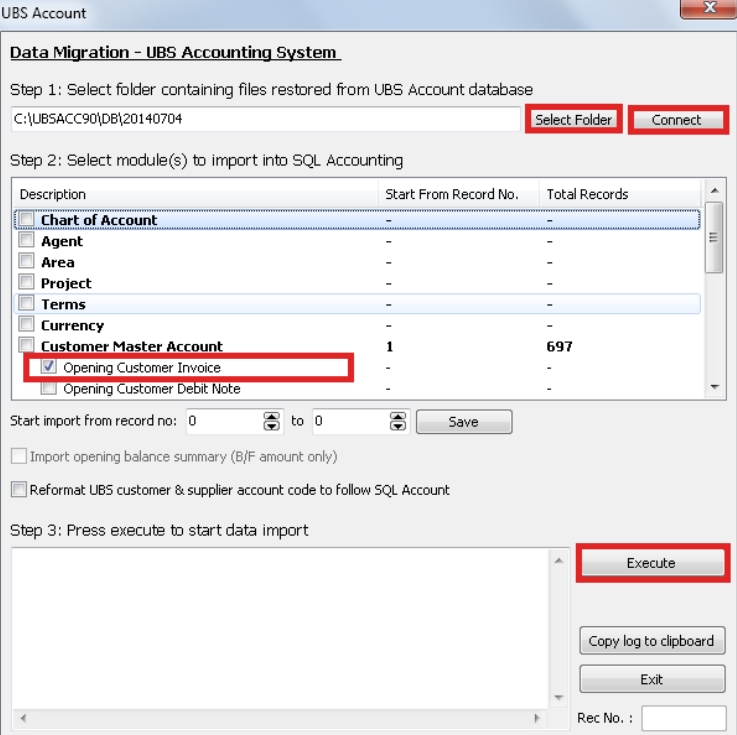 UBS Account
x
Data Migration - UBS Accounting System
Step 1: Select folder containing files restored from UBS Account database
C:\UBSACC90\DB\20140704 Select Folder Connect
Step 2: Select module(s) to import into SQL Accounting
Description Start From Record No. Total Records
Chart of Account - -
Agent - -
Area - -
Project - -
Terms - -
Currency - -
Customer Master Account 1 697
Opening Customer Invoice - -
Opening Customer Debit Note - -
Start import from record no: 0 to 0 Save
Import opening balance summary (B/F amount only)
Reformat UBS customer & supplier account code to follow SQL Account
Step 3: Press execute to start data import
Execute
Copy log to clipboard
Exit
Rec No. :